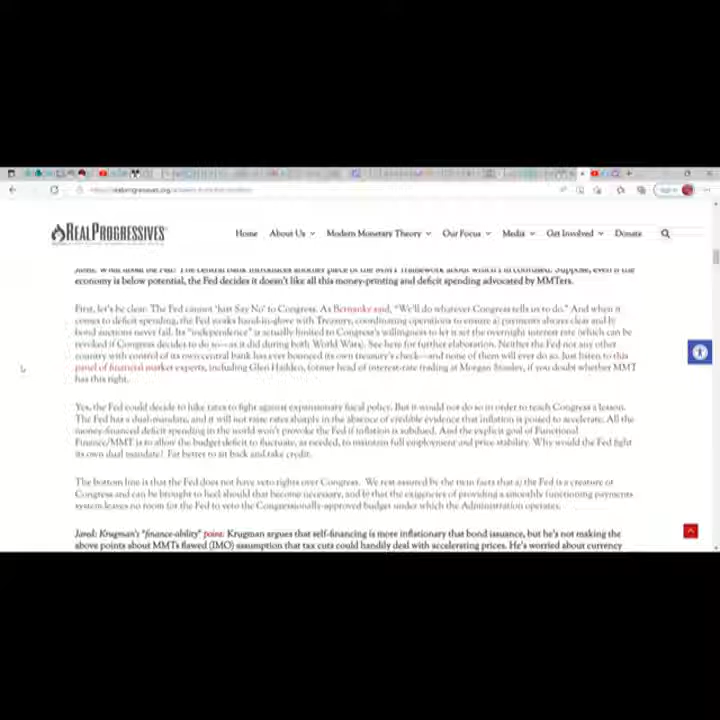 REALPROGRESSIVES
Home About Us Modern Monetary Theory Our Focus Media Get Involved Donate
economy is below potential, the Fed decides it doesn't like all this money-printing and deficit spending advocated by MMTers.
First, let's be clear: The Fed cannot 'Just Say No' to Congress. As Bernanke said, "We'll do whatever Congress tells us to do." And when it
comes to deficit spending, the Fed works hand-in-glove with Treasury, coordinating operations to ensure a) payments always clear and b)
bond auctions never fail. Its "independence" is actually limited to Congress's willingness to let it set the overnight interest rate (which can be
revoked if Congress decides to do so—as it did during both World Wars). See here for further elaboration. Neither the Fed not any other
country with control of its own central bank has ever bounced its own treasury's check—and none of them will ever do so. Just listen to this
panel of financial market experts, including Glen Hadden, former head of interest-rate trading at Morgan Stanley, if you doubt whether MMT
has this right.
Yes, the Fed could decide to hike rates to fight against expansionary fiscal policy. But it would not do so in order to teach Congress a lesson.
The Fed has a dual-mandate, and it will not raise rates sharply in the absence of credible evidence that inflation is poised to accelerate. All the
money-financed deficit spending in the world won't provoke the Fed if inflation is subdued. And the explicit goal of Functional
Finance/MMT is to allow the budget deficit to fluctuate, as needed, to maintain full employment and price stability. Why would the Fed fight
its own dual mandate? Far better to sit back and take credit.
The bottom line is that the Fed does not have veto rights over Congress. We rest assured by the twin facts that a) the Fed is a creature of
Congress and can be brought to heel should that become necessary, and b) that the exigencies of providing a smoothly functioning payments
system leaves no room for the Fed to veto the Congressionally-approved budget under which the Administration operates.
Jared: Krugman's "finance-ability" point: Krugman argues that self-financing is more inflationary that bond issuance, but he's not making the
above points about MMTs flawed (IMO) assumption that tax cuts could handily deal with accelerating prices. He's worried about currency